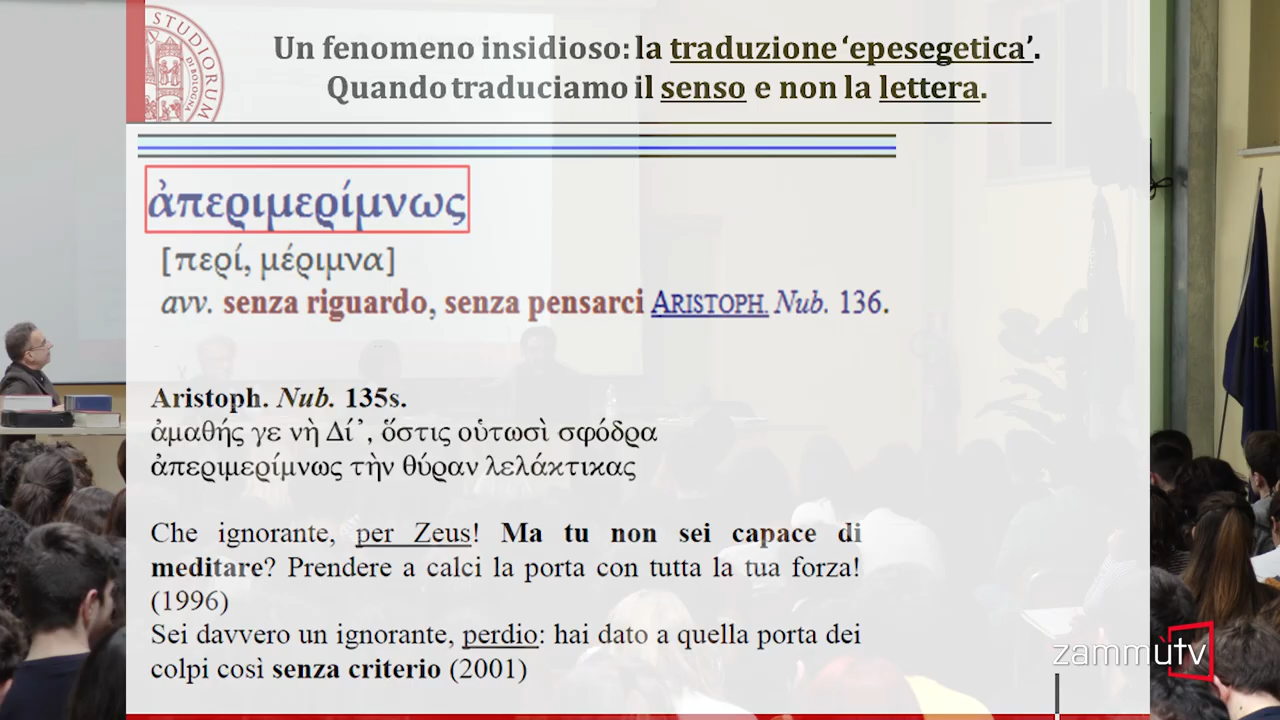 STUDIORUM
DI BOLOGNA
Un fenomeno insidioso: la traduzione ‘epesegetica’.
Quando traduciamo il senso e non la lettera.
ἀπεριμερίμνως
[περί, μέριμνα]
avv. senza riguardo, senza pensarci ARISTOPH. Nub. 136.
Aristoph. Nub. 135s.
ἀμαθής γε νὴ Δί᾽, ὅστις οὑτωσὶ σφόδρα
ἀπεριμερίμνως τὴν θύραν λελάκτικας
Che ignorante, per Zeus! Ma tu non sei capace di
meditare? Prendere a calci la porta con tutta la tua forza!
(1996)
Sei davvero un ignorante, perdio: hai dato a quella porta dei
colpi così senza criterio (2001)
zammùtv